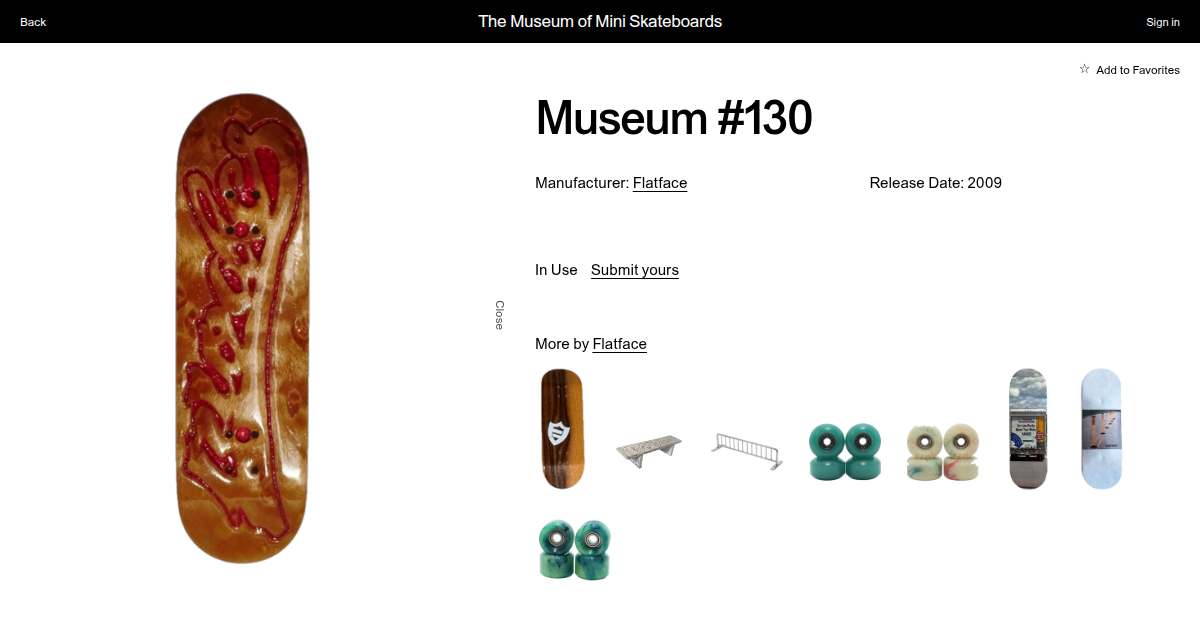 Back
The Museum of Mini Skateboards
Sign in
☆ Add to Favorites
Museum #130
Manufacturer: Flatface
Release Date: 2009
In Use Submit yours
Close
More by Flatface